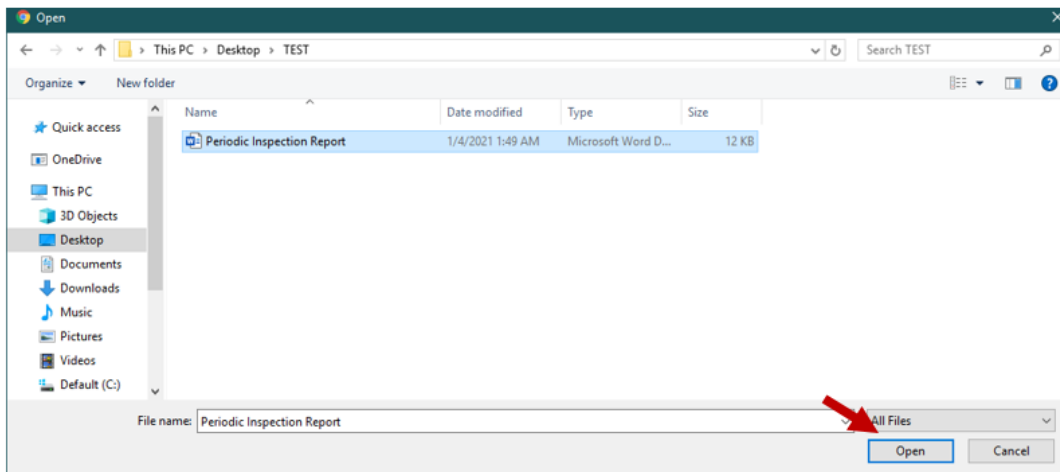 Open
This PC > Desktop > TEST
Search TEST
Organize
New folder
Name
Date modified
Type
Size
Quick access
Periodic Inspection Report
1/4/2021 1:49 AM
Microsoft Word D...
12 KB
OneDrive
This PC
3D Objects
Desktop
Documents
Downloads
Music
Pictures
Videos
Default (C:)
File name: Periodic Inspection Report
All Files
Open
Cancel